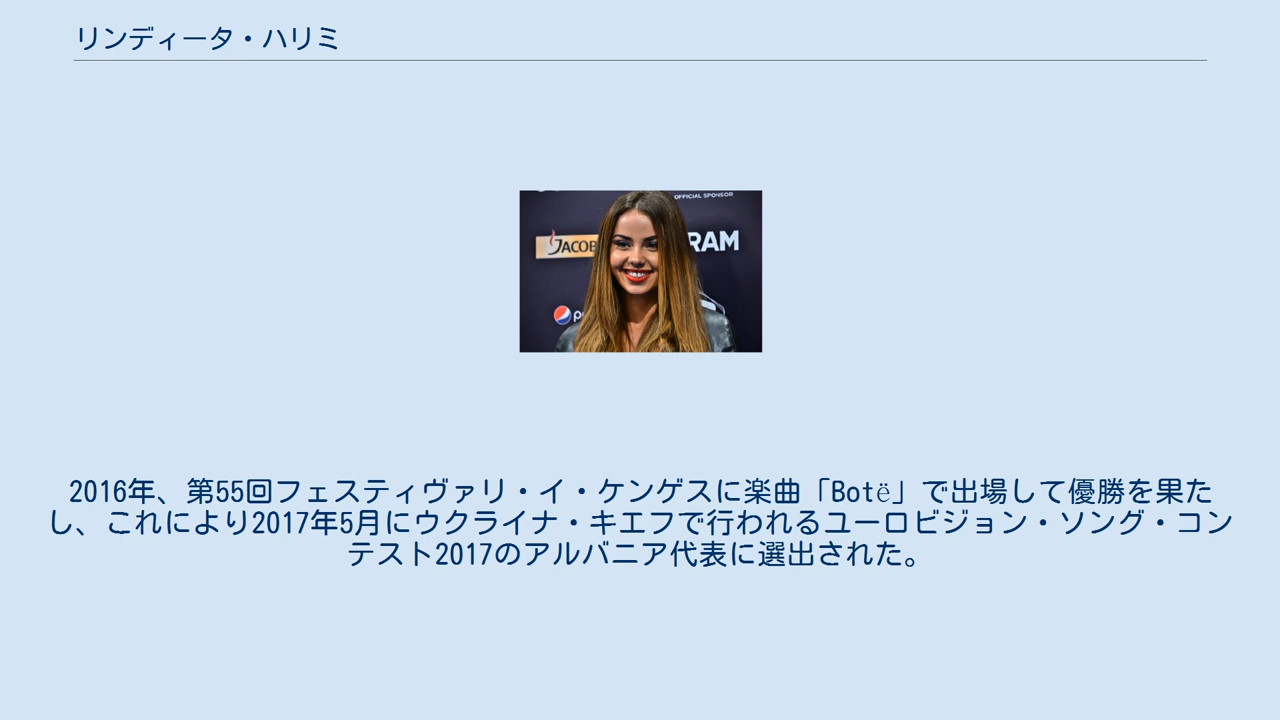 リンディータ・ハリミ
OFFICIAL SPONSOR
JACOB
RAM
2016年、第55回フェスティヴァリ・イ・ケンゲスに楽曲「Botë」で出場して優勝を果た
し、これにより2017年5月にウクライナ・キエフで行われるユーロビジョン・ソング・コン
テスト2017のアルバニア代表に選出された。